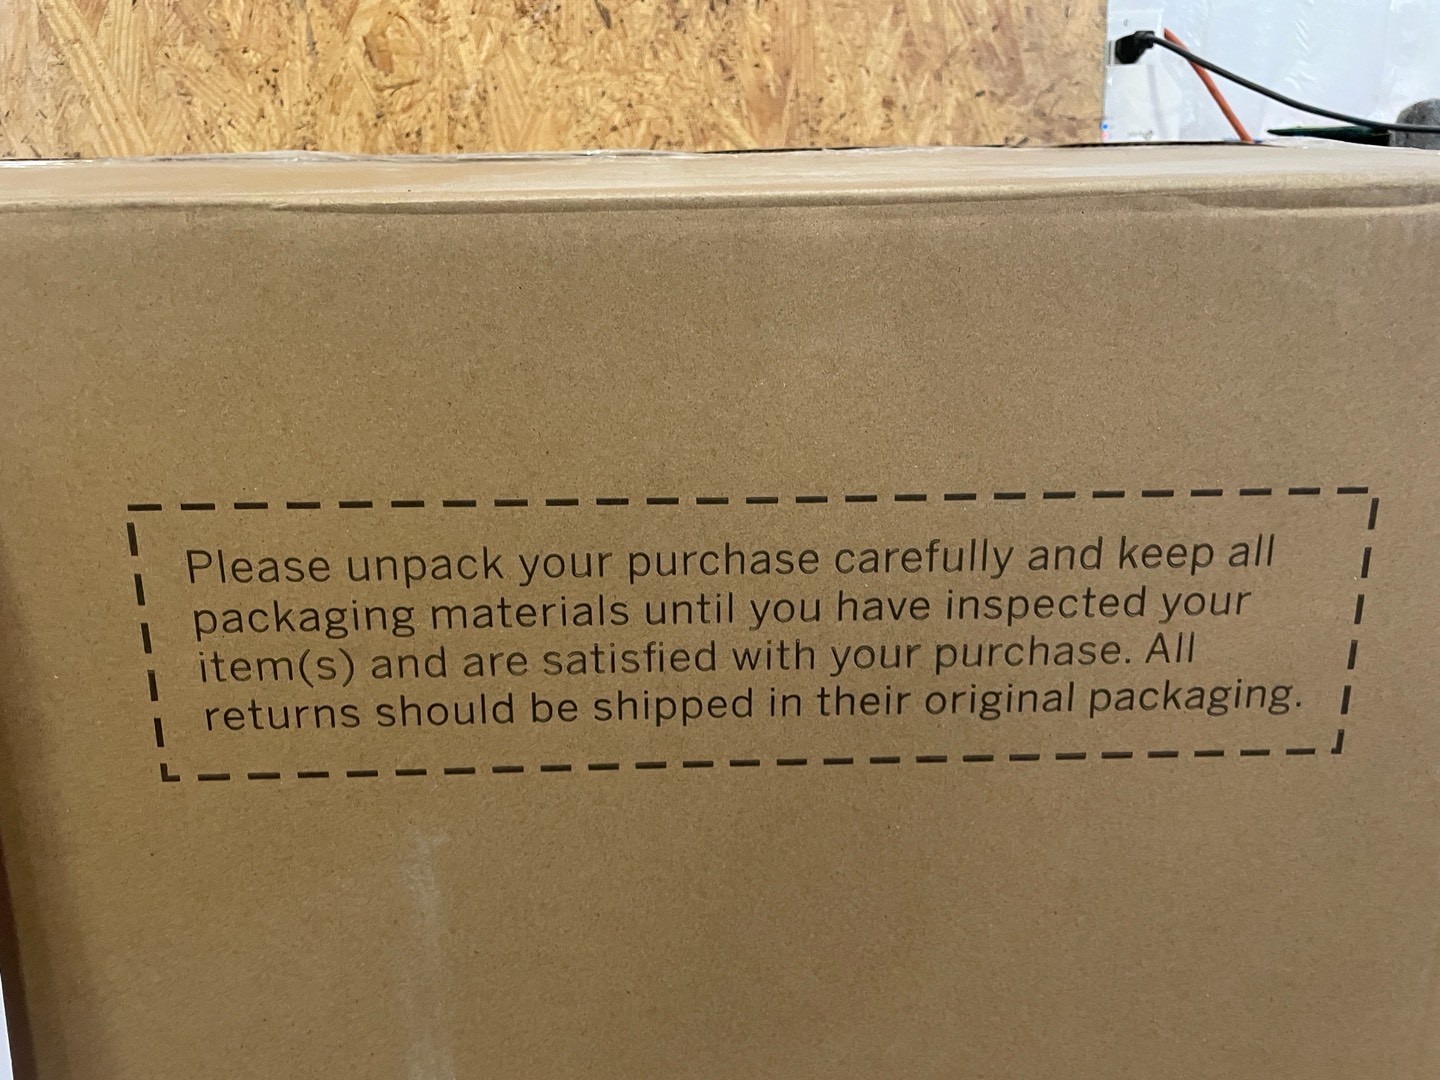 Please unpack your purchase carefully and keep all
packaging materials until you have inspected your
item(s) and are satisfied with your purchase. All
returns should be shipped in their original packaging.